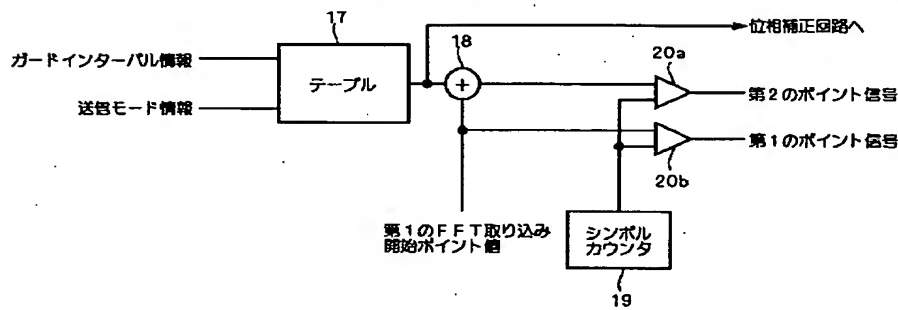 17
位相補正回路へ
ガードインターバル情報
18
20a
テーブル
+
第2のポイント信号
送信モード情報
第1のポイント信号
20b
第1のFFT取り込み
開始ポイント値
シンボル
カウンタ
19